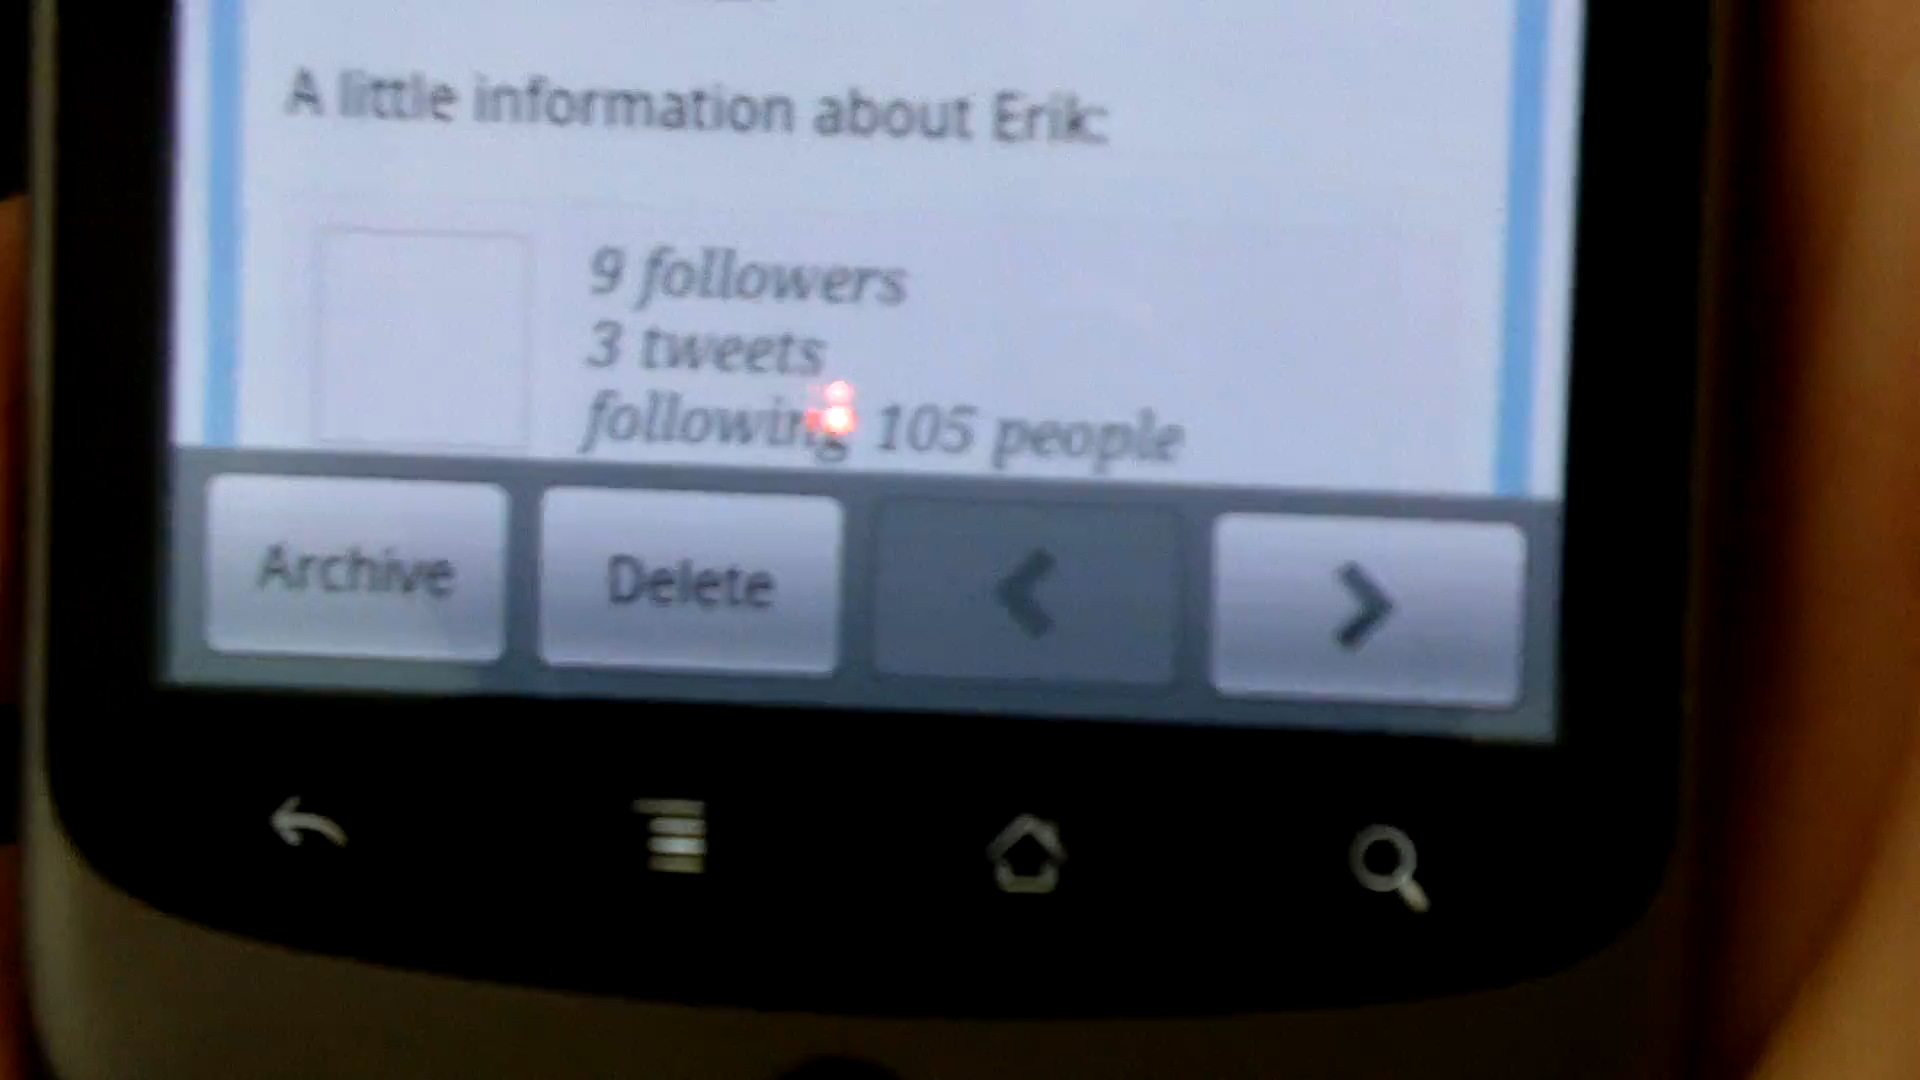 A little information about Erik:
9 followers
3 tweets
following 105 people
Archive
Delete